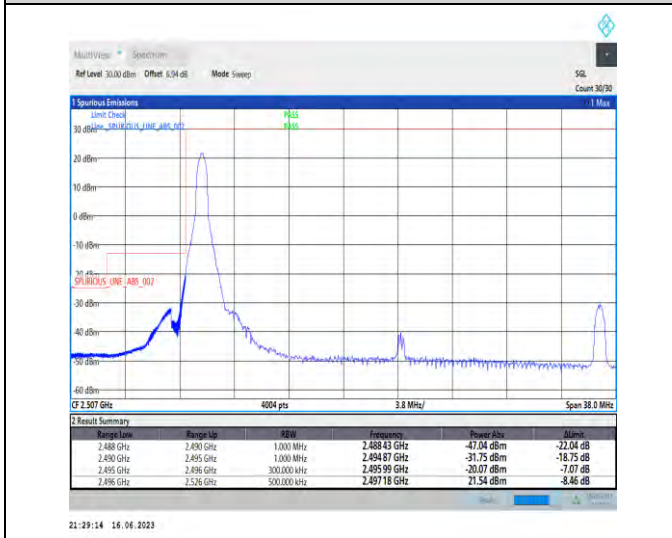 MultiView Spectrum
Ref Level 30.00 dBm Offset 6.94 dB Mode Sweep SGL
Count 30/30
1 Spurious Emissions 1 Max
Limit Check PASS
Line _SPURIOUS_LINE_ABS_002 PASS
30 dBm
20 dBm
10 dBm
0 dBm
-10 dBm
-20 dBm
_SPURIOUS_LINE_ABS_002
-30 dBm
-40 dBm
-50 dBm
-60 dBm
CF 2.507 GHz 4004 pts 3.8 MHz/ Span 38.0 MHz
2 Result Summary
Range Low Range Up RBW Frequency Power Abs ΔLimit
2.488 GHz 2.490 GHz 1.000 MHz 2.488 43 GHz -47.04 dBm -22.04 dB
2.490 GHz 2.495 GHz 1.000 MHz 2.494 87 GHz -31.75 dBm -18.75 dB
2.495 GHz 2.496 GHz 300.000 kHz 2.495 99 GHz -20.07 dBm -7.07 dB
2.496 GHz 2.526 GHz 500.000 kHz 2.497 18 GHz 21.54 dBm -8.46 dB
21:29:14 16.06.2023